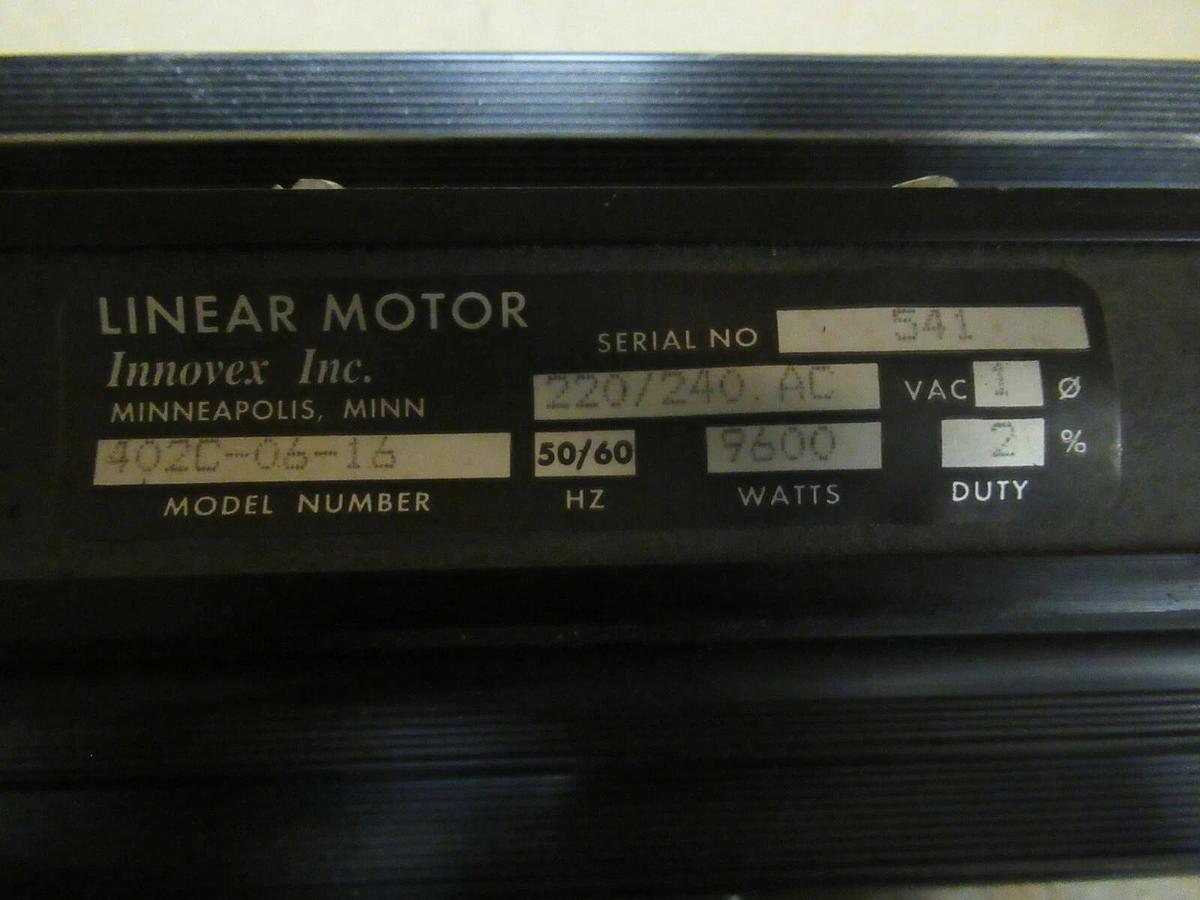 LINEAR MOTOR
Innovex Inc.
MINNEAPOLIS, MINN
402C-06-16
MODEL NUMBER
SERIAL NO 541
220/240.AC VAC 1 Ø
50/60 9600 2 %
HZ WATTS DUTY